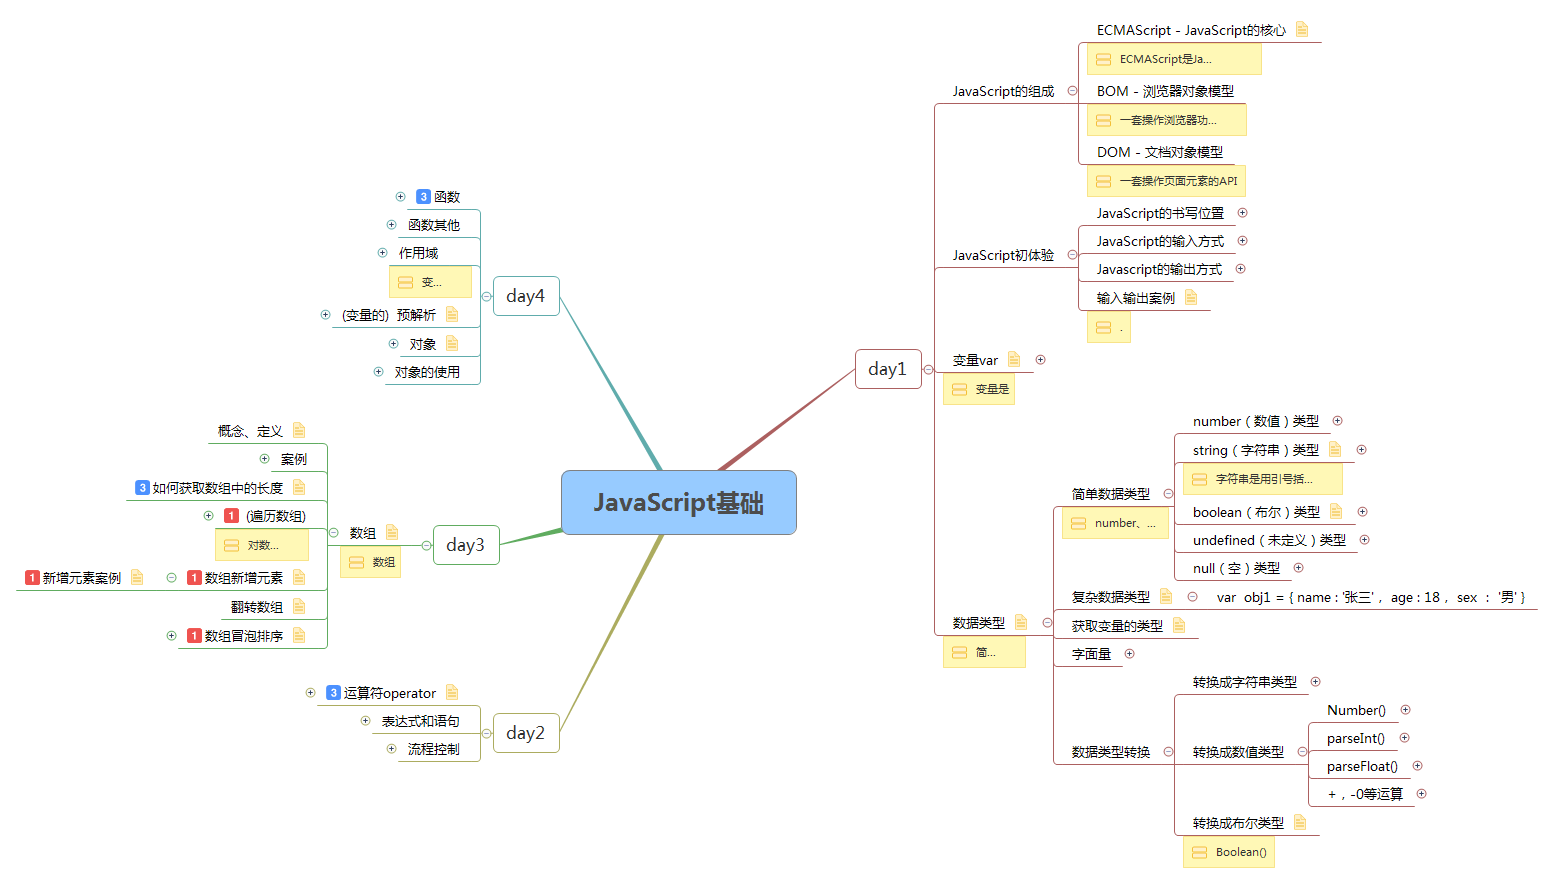 JavaScript基础
day1
JavaScript的组成
ECMAScript - JavaScript的核心
ECMAScript是Ja...
BOM - 浏览器对象模型
一套操作浏览器功...
DOM - 文档对象模型
一套操作页面元素的API
JavaScript初体验
JavaScript的书写位置
JavaScript的输入方式
Javascript的输出方式
输入输出案例
.
变量var
变量是
数据类型
简...
简单数据类型
number、...
number（数值）类型
string（字符串）类型
字符串是用引号括...
boolean（布尔）类型
undefined（未定义）类型
null（空）类型
复杂数据类型
var obj1 = { name : '张三' ，age : 18 ，sex ： '男' }
获取变量的类型
字面量
数据类型转换
转换成字符串类型
转换成数值类型
Number()
parseInt()
parseFloat()
+，-0等运算
转换成布尔类型
Boolean()
day2
3 运算符operator
表达式和语句
流程控制
day3
数组
数组
概念、定义
案例
3 如何获取数组中的长度
1 (遍历数组)
对数...
1 数组新增元素
1 新增元素案例
翻转数组
1 数组冒泡排序
day4
3 函数
函数其他
作用域
变...
(变量的) 预解析
对象
对象的使用